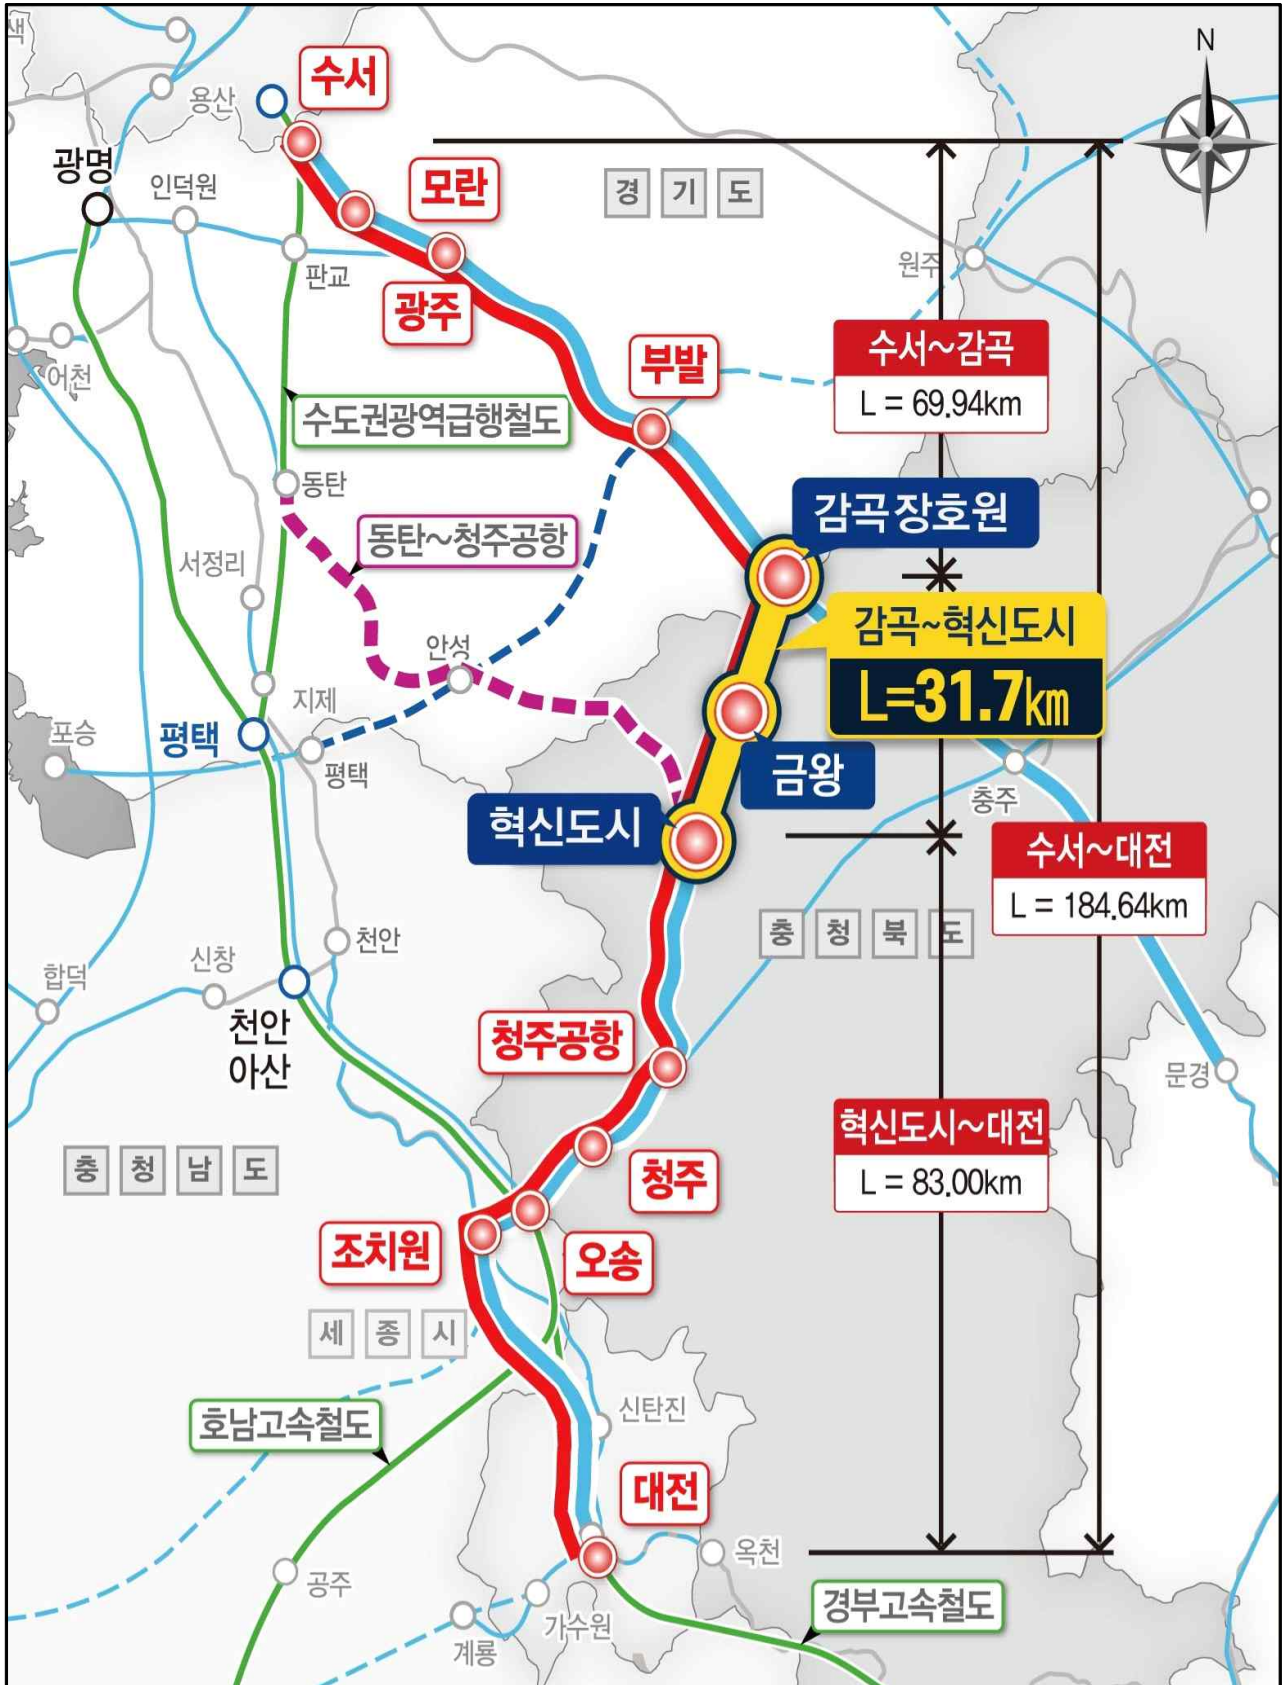 색
N
수서
용산
광명
인덕원
모란
경기도
판교
원주
광주
어천
수서~감곡
L = 69.94km
부발
수도권광역급행철도
동탄
감곡장호원
동탄~청주공항
서정리
감곡~혁신도시
L=31.7km
안성
지제
평택
포승
평택
금왕
충주
혁신도시
수서~대전
L = 184.64km
충청북도
천안
신창
합덕
천안
아산
청주공항
문경
혁신도시~대전
L = 83.00km
충청남도
청주
조치원
오송
세종시
호남고속철도
신탄진
대전
옥천
공주
경부고속철도
가수원
계룡